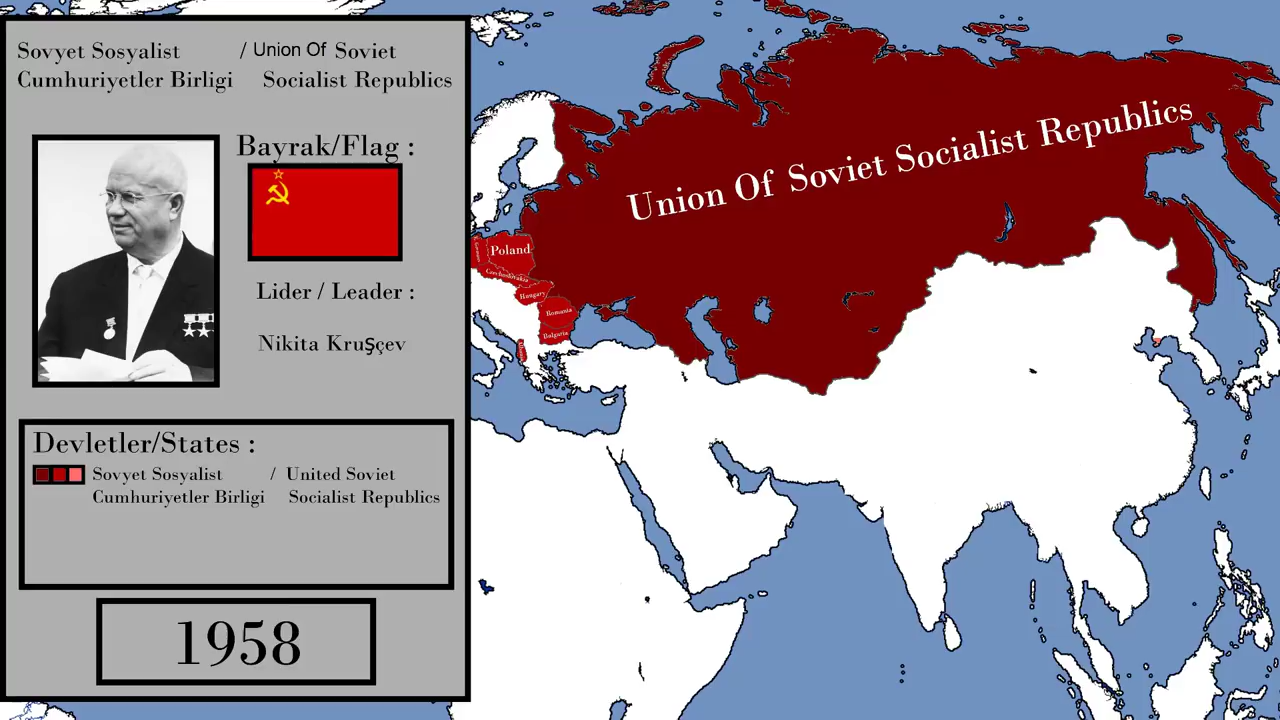 Sovyet Sosyalist / Union Of Soviet
Cumhuriyetler Birligi Socialist Republics
Bayrak/Flag :
Lider / Leader :
Nikita Kruşçev
Devletler/States :
Sovyet Sosyalist / United Soviet
Cumhuriyetler Birligi Socialist Republics
1958
Union Of Soviet Socialist Republics
Poland
Czechoslovakia
Hungary
Romania
Bulgaria